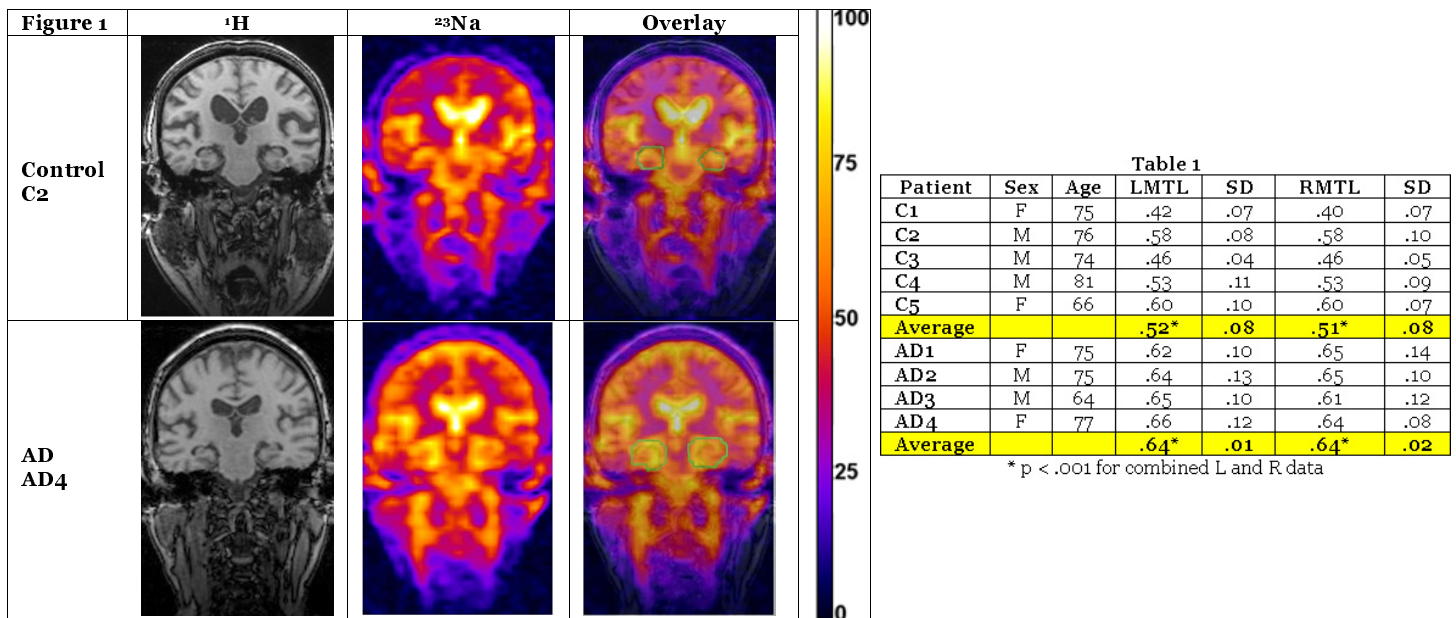 Figure 1 ¹H ²³Na Overlay
Control
C2
AD
AD4
100
75
50
25
0
Table 1
Patient Sex Age LMTL SD RMTL SD
C1 F 75 .42 .07 .40 .07
C2 M 76 .58 .08 .58 .10
C3 M 74 .46 .04 .46 .05
C4 M 81 .53 .11 .53 .09
C5 F 66 .60 .10 .60 .07
Average .52* .08 .51* .08
AD1 F 75 .62 .10 .65 .14
AD2 M 75 .64 .13 .65 .10
AD3 M 64 .65 .10 .61 .12
AD4 F 77 .66 .12 .64 .08
Average .64* .01 .64* .02
* p < .001 for combined L and R data